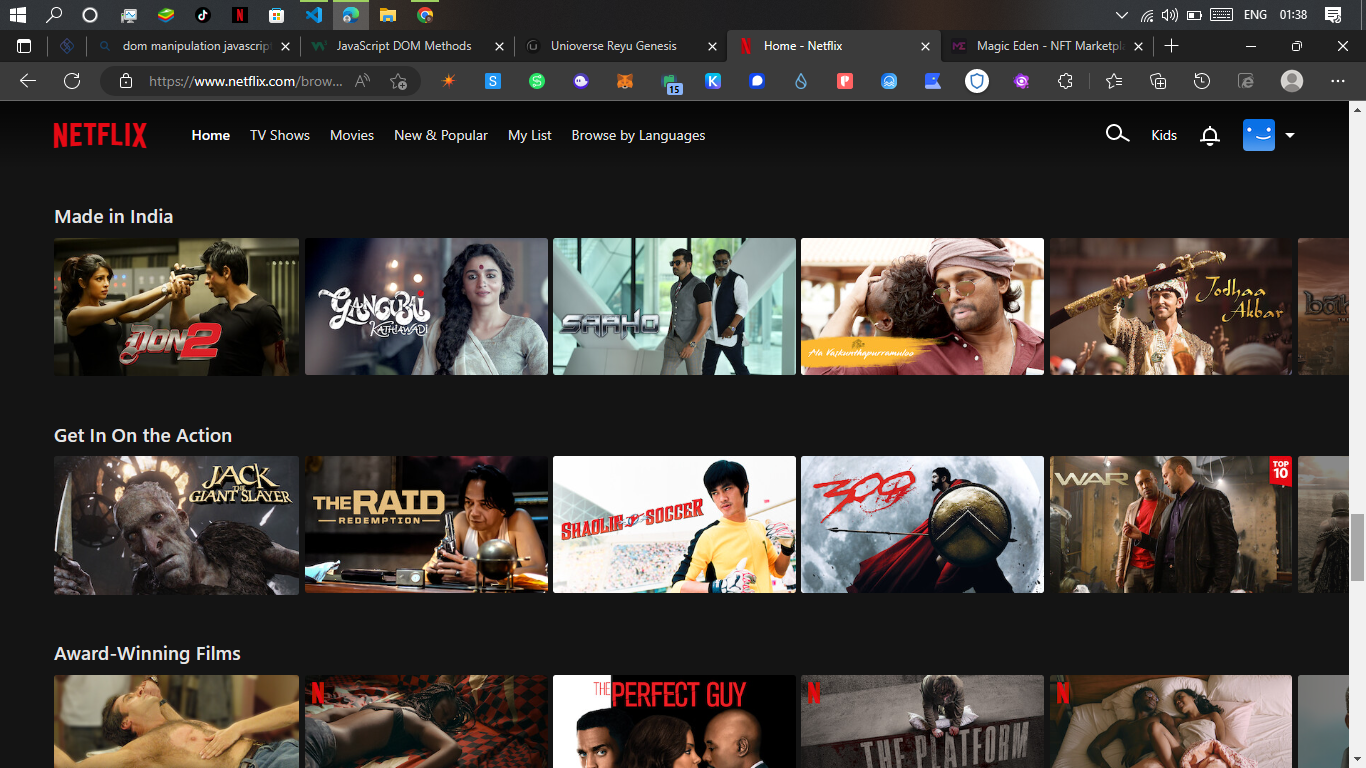 ENG 01:38
dom manipulation javascrip
JavaScript DOM Methods
Unioverse Reyu Genesis
Home - Netflix
Magic Eden - NFT Marketpl
https://www.netflix.com/brow...
15
NETFLIX
Home
TV Shows
Movies
New & Popular
My List
Browse by Languages
Kids
Made in India
DON 2
GANGUBAI
KATHIAWADI
SAAHO
Ala Vaikunthapurramuloo
Jodhaa
Akbar
Get In On the Action
JACK
THE
GIANT SLAYER
THE RAID
REDEMPTION
SHAOLIN SOCCER
300
WAR
TOP
10
Award-Winning Films
N
THE PERFECT GUY
N
THE PLATFORM
N